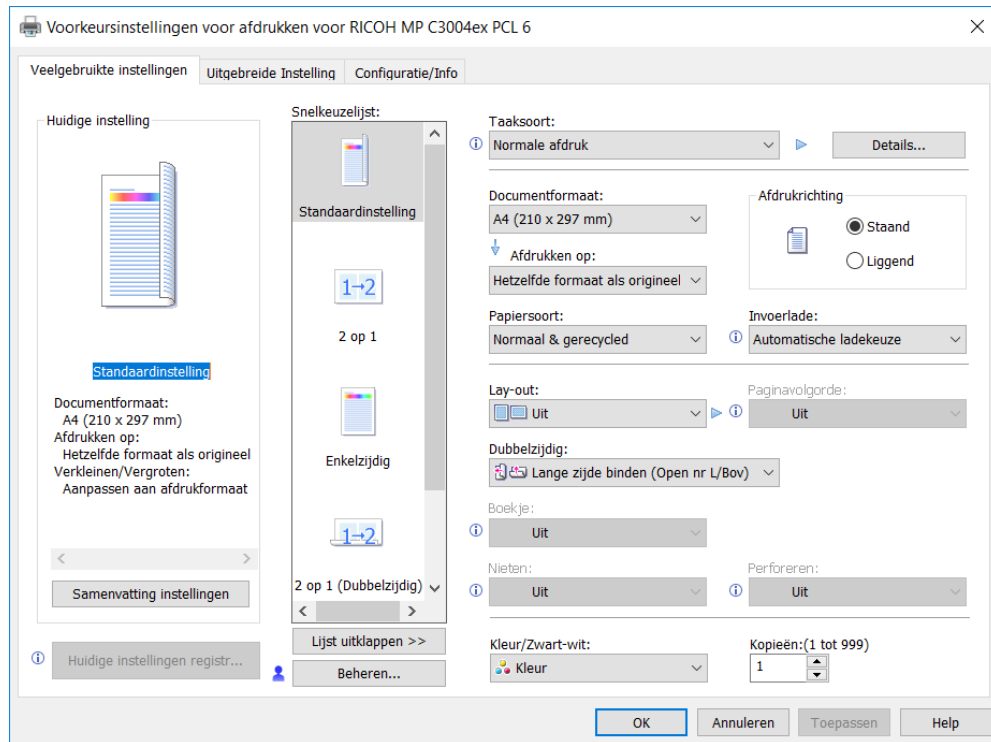 Voorkeursinstellingen voor afdrukken voor RICOH MP C3004ex PCL 6
Veelgebruikte instellingen
Uitgebreide Instelling
Configuratie/Info
Huidige instelling
Standaardinstelling
Documentformaat:
A4 (210 x 297 mm)
Afdrukken op:
Hetzelfde formaat als origineel
Verkleinen/Vergroten:
Aanpassen aan afdrukformaat
Samenvatting instellingen
Huidige instellingen registr...
Snelkeuzelijst:
Standaardinstelling
1→2
2 op 1
Enkelzijdig
1→2
2 op 1 (Dubbelzijdig)
Lijst uitklappen >>
Beheren...
Taaksoort:
Normale afdruk
Details...
Documentformaat:
A4 (210 x 297 mm)
Afdrukken op:
Hetzelfde formaat als origineel
Afdrukrichting
Staand
Liggend
Papiersoort:
Normaal & gerecycled
Invoerlade:
Automatische ladekeuze
Lay-out:
Uit
Paginavolgorde:
Uit
Dubbelzijdig:
Lange zijde binden (Open nr L/Bov)
Boekje:
Uit
Nieten:
Uit
Perforeren:
Uit
Kleur/Zwart-wit:
Kleur
Kopieën:(1 tot 999)
1
OK
Annuleren
Toepassen
Help